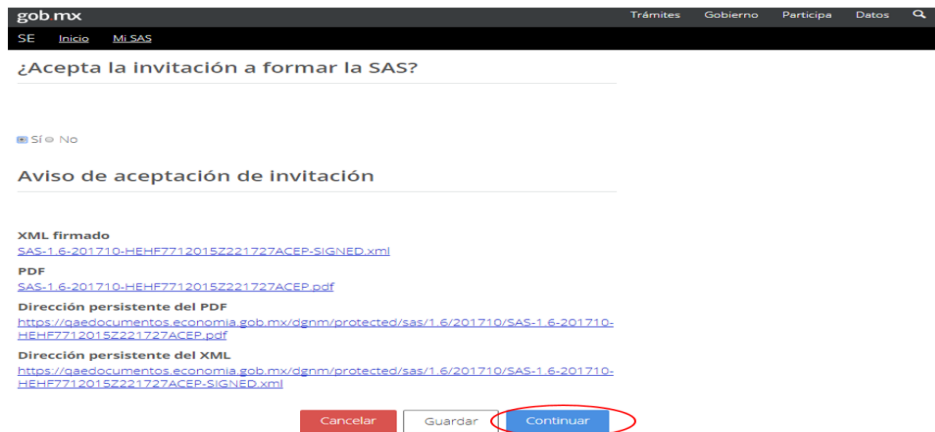 gob.mx Trámites Gobierno Participa Datos
SE Inicio Mi SAS
¿Acepta la invitación a formar la SAS?
Sí No
Aviso de aceptación de invitación
XML firmado
SAS-1.6-201710-HEHF7712015Z221727ACEP-SIGNED.xml
PDF
SAS-1.6-201710-HEHF7712015Z221727ACEP.pdf
Dirección persistente del PDF
https://qaedocumentos.economia.gob.mx/dgnm/protected/sas/1.6/201710/SAS-1.6-201710-
HEHF7712015Z221727ACEP.pdf
Dirección persistente del XML
https://qaedocumentos.economia.gob.mx/dgnm/protected/sas/1.6/201710/SAS-1.6-201710-
HEHF7712015Z221727ACEP-SIGNED.xml
Cancelar Guardar Continuar